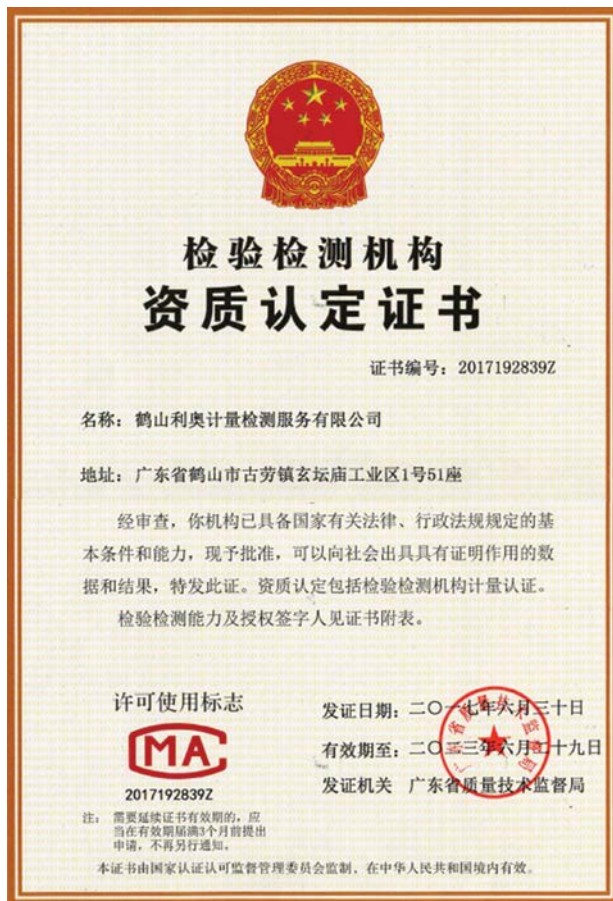 检验检测机构
资质认定证书
证书编号：2017192839Z
名称：鹤山利奥计量检测服务有限公司
地址：广东省鹤山市古劳镇玄坛庙工业区1号51座
经审查，你机构已具备国家有关法律、行政法规规定的基
本条件和能力，现予批准，可以向社会出具具有证明作用的数
据和结果，特发此证。资质认定包括检验检测机构计量认证。
检验检测能力及授权签字人见证书附表。
许可使用标志
MA
2017192839Z
注：需要延续证书有效期的，应
当在有效期届满3个月前提出
申请，不再另行通知。
发证日期：二〇一七年六月三十日
有效期至：二〇二三年六月二十九日
发证机关 广东省质量技术监督局
广东省质量技术监督局
本证书由国家认证认可监督管理委员会监制，在中华人民共和国境内有效。